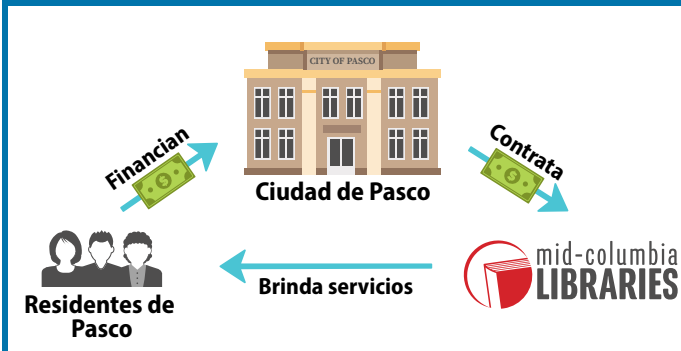 CITY OF PASCO
Financian
Contrata
Ciudad de Pasco
mid-columbia
LIBRARIES
Brinda servicios
Residentes de
Pasco